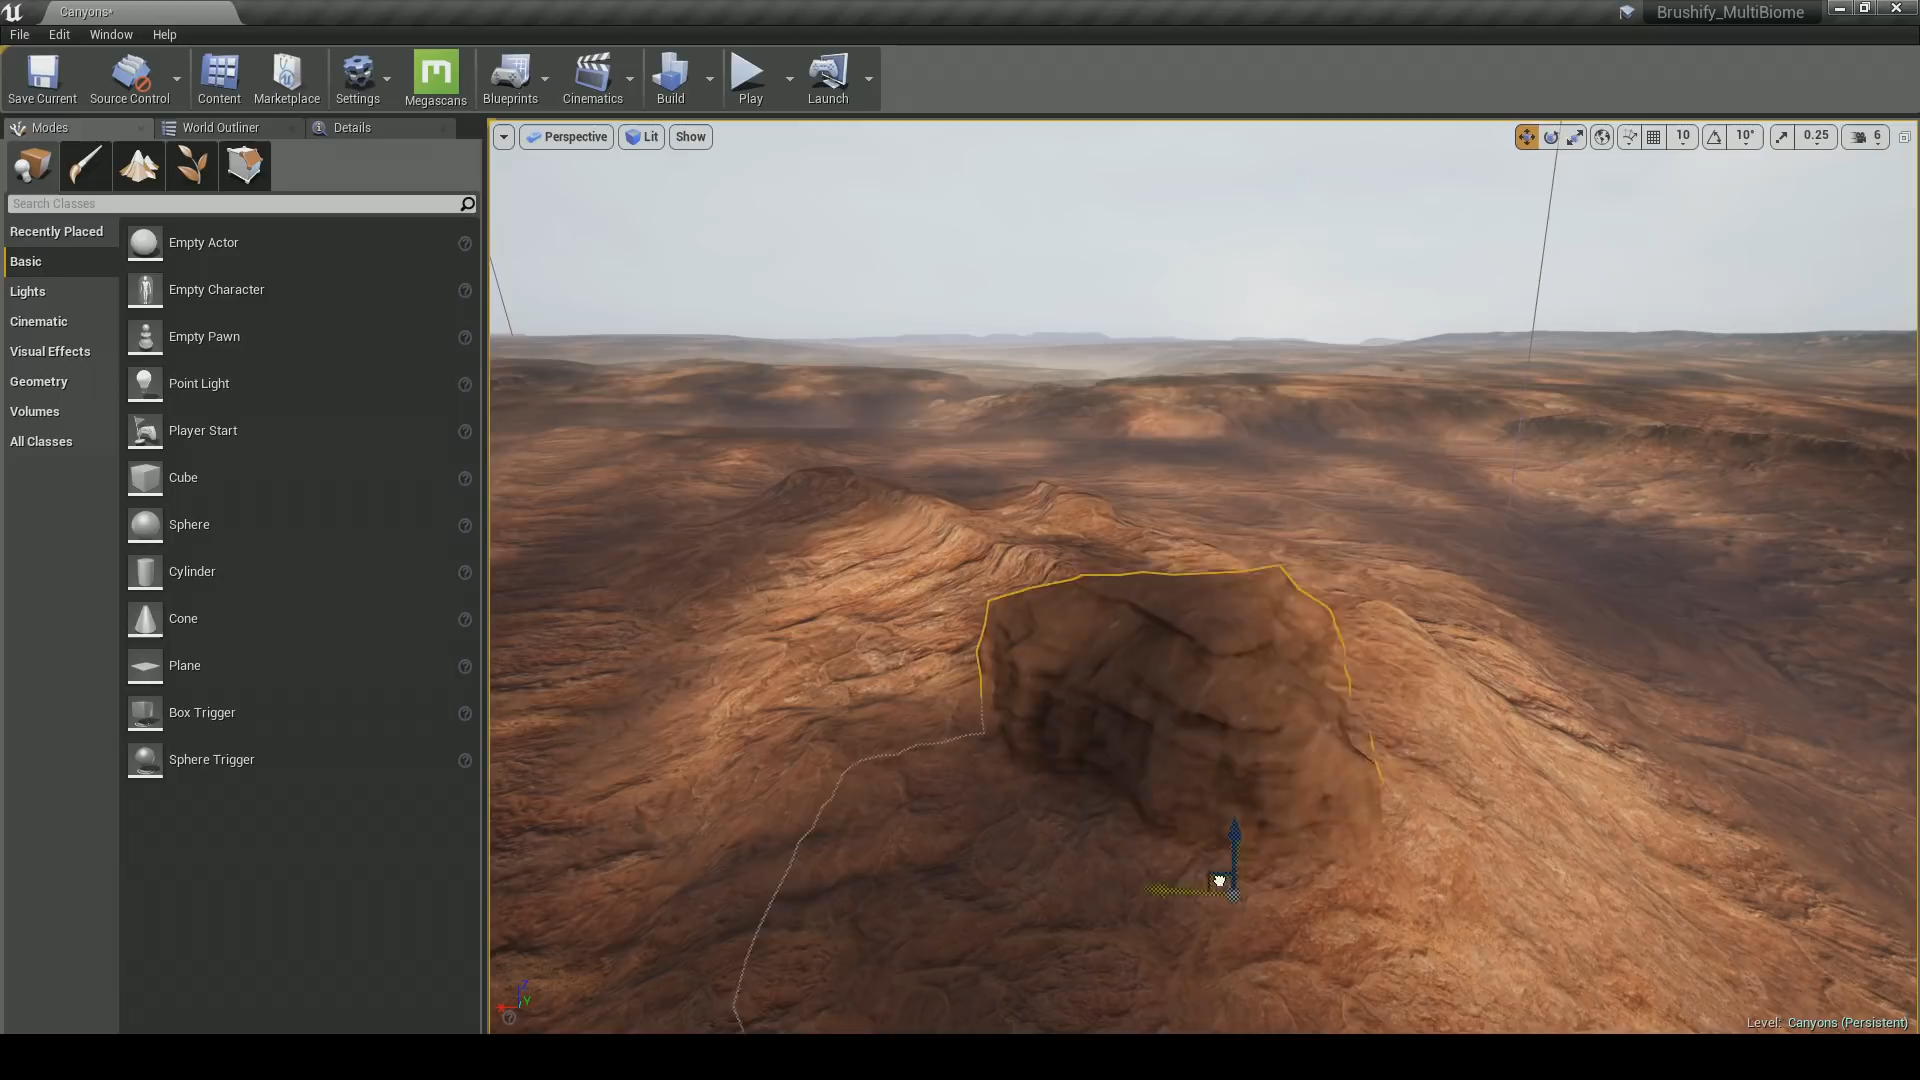 Canyons*
Brushify_MultiBiome
File Edit Window Help
Save Current Source Control Content Marketplace Settings Megascans Blueprints Cinematics Build Play Launch
Modes World Outliner Details
Perspective Lit Show 10 10° 0.25 6
Search Classes
Recently Placed
Basic
Lights
Cinematic
Visual Effects
Geometry
Volumes
All Classes
Empty Actor
Empty Character
Empty Pawn
Point Light
Player Start
Cube
Sphere
Cylinder
Cone
Plane
Box Trigger
Sphere Trigger
Z
Y
Level: Canyons (Persistent)